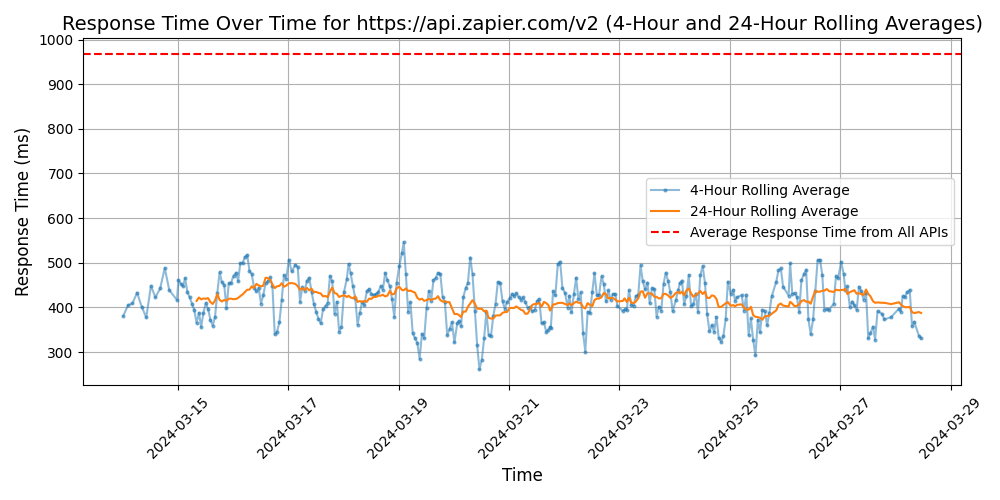 Response Time Over Time for https://api.zapier.com/v2 (4-Hour and 24-Hour Rolling Averages)
Response Time (ms)
1000
900
800
700
600
500
400
300
4-Hour Rolling Average
24-Hour Rolling Average
Average Response Time from All APIs
2024-03-15
2024-03-17
2024-03-19
2024-03-21
2024-03-23
2024-03-25
2024-03-27
2024-03-29
Time